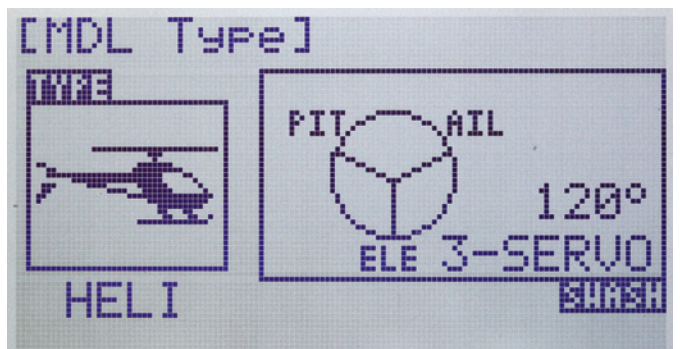 [MDL Type]
TYPE
PIT AIL
120°
ELE 3-SERVO
HELI
SWASH